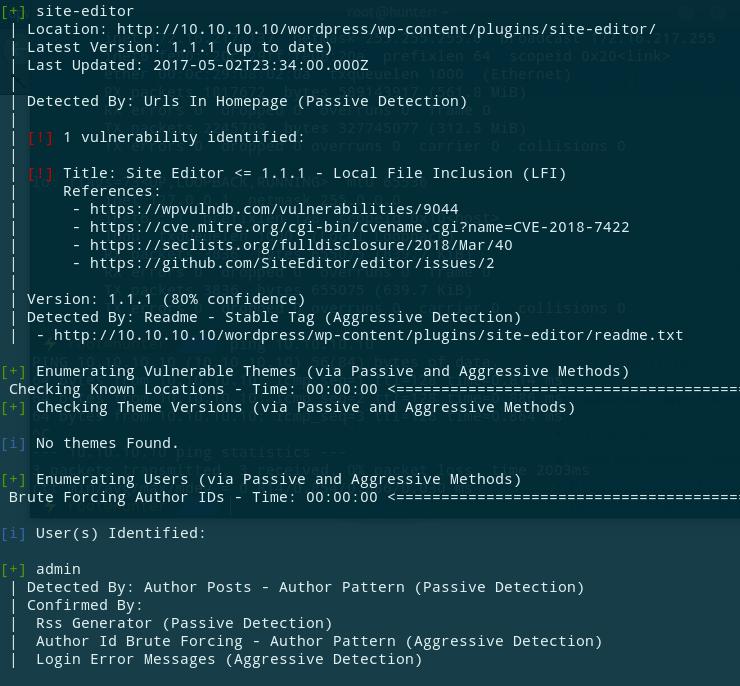 [+] site-editor
 | Location: http://10.10.10.10/wordpress/wp-content/plugins/site-editor/
 | Latest Version: 1.1.1 (up to date)
 | Last Updated: 2017-05-02T23:34:00.000Z
 |
 | Detected By: Urls In Homepage (Passive Detection)
 |
 | [!] 1 vulnerability identified:
 |
 | [!] Title: Site Editor <= 1.1.1 - Local File Inclusion (LFI)
 |     References:
 |      - https://wpvulndb.com/vulnerabilities/9044
 |      - https://cve.mitre.org/cgi-bin/cvename.cgi?name=CVE-2018-7422
 |      - https://seclists.org/fulldisclosure/2018/Mar/40
 |      - https://github.com/SiteEditor/editor/issues/2
 |
 | Version: 1.1.1 (80% confidence)
 | Detected By: Readme - Stable Tag (Aggressive Detection)
 |  - http://10.10.10.10/wordpress/wp-content/plugins/site-editor/readme.txt
[+] Enumerating Vulnerable Themes (via Passive and Aggressive Methods)
 Checking Known Locations - Time: 00:00:00 <=======================================
[+] Checking Theme Versions (via Passive and Aggressive Methods)
[i] No themes Found.
[+] Enumerating Users (via Passive and Aggressive Methods)
 Brute Forcing Author IDs - Time: 00:00:00 <=======================================
[i] User(s) Identified:
[+] admin
 | Detected By: Author Posts - Author Pattern (Passive Detection)
 | Confirmed By:
 |  Rss Generator (Passive Detection)
 |  Author Id Brute Forcing - Author Pattern (Aggressive Detection)
 |  Login Error Messages (Aggressive Detection)